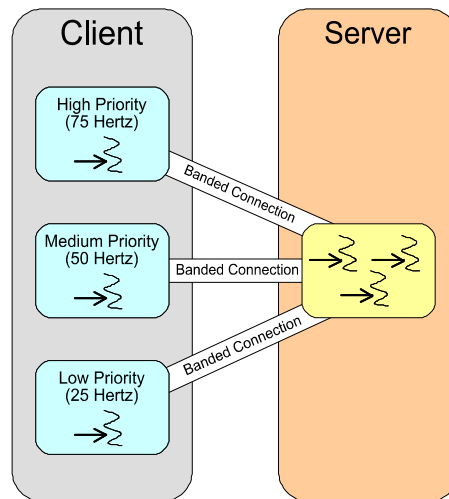 Client
Server
High Priority
(75 Hertz)
Banded Connection
Medium Priority
(50 Hertz)
Banded Connection
Low Priority
(25 Hertz)
Banded Connection